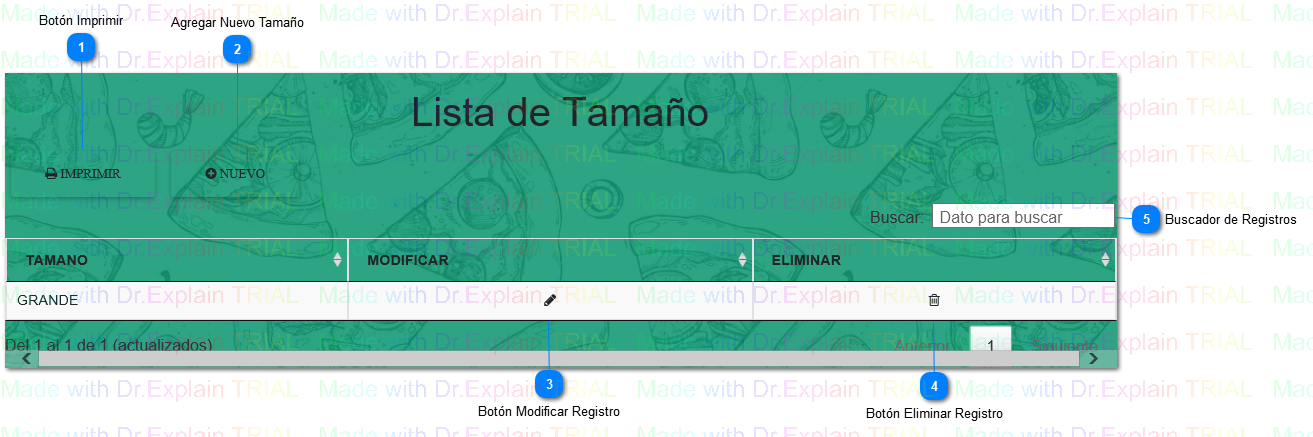 Botón Imprimir
Agregar Nuevo Tamaño
1
2
Lista de Tamaño
IMPRIMIR
NUEVO
Buscar:
Dato para buscar
5
Buscador de Registros
TAMANO
MODIFICAR
ELIMINAR
GRANDE
Del 1 al 1 de 1 (actualizados)
Anterior
1
Siguiente
3
4
Botón Modificar Registro
Botón Eliminar Registro
Made with Dr.Explain TRIAL